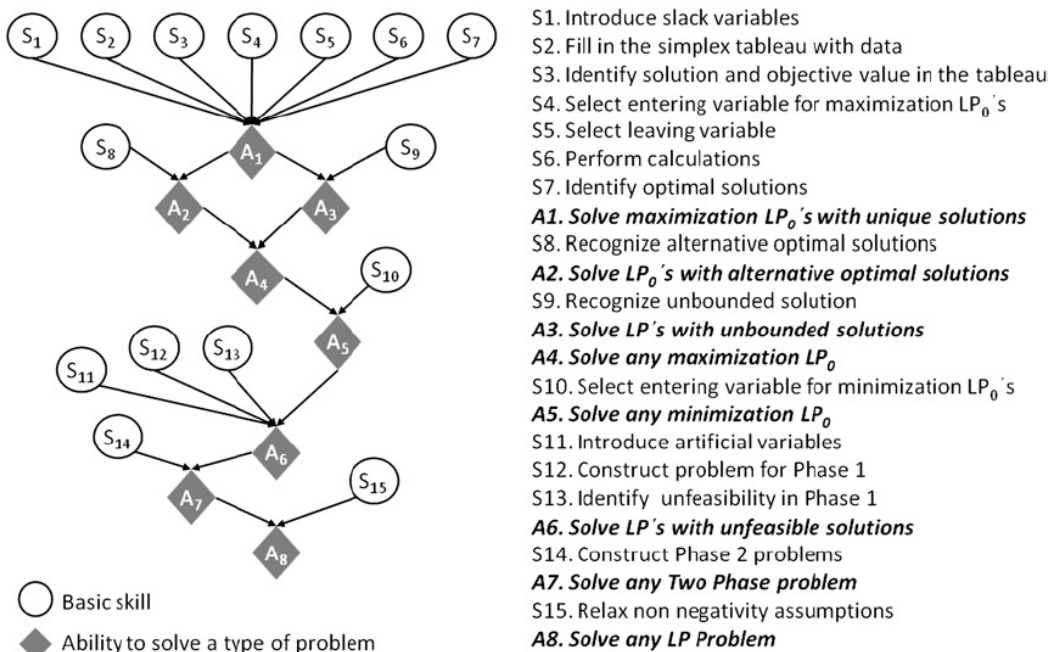 S1 S2 S3 S4 S5 S6 S7
S8 A1 S9
A2 A3
A4 S10
A5
S11 S12 S13
S14 A6
A7 S15
A8
Basic skill
Ability to solve a type of problem
S1. Introduce slack variables
S2. Fill in the simplex tableau with data
S3. Identify solution and objective value in the tableau
S4. Select entering variable for maximization LP0´s
S5. Select leaving variable
S6. Perform calculations
S7. Identify optimal solutions
A1. Solve maximization LP0´s with unique solutions
S8. Recognize alternative optimal solutions
A2. Solve LP0´s with alternative optimal solutions
S9. Recognize unbounded solution
A3. Solve LP´s with unbounded solutions
A4. Solve any maximization LP0
S10. Select entering variable for minimization LP0´s
A5. Solve any minimization LP0
S11. Introduce artificial variables
S12. Construct problem for Phase 1
S13. Identify unfeasibility in Phase 1
A6. Solve LP´s with unfeasible solutions
S14. Construct Phase 2 problems
A7. Solve any Two Phase problem
S15. Relax non negativity assumptions
A8. Solve any LP Problem